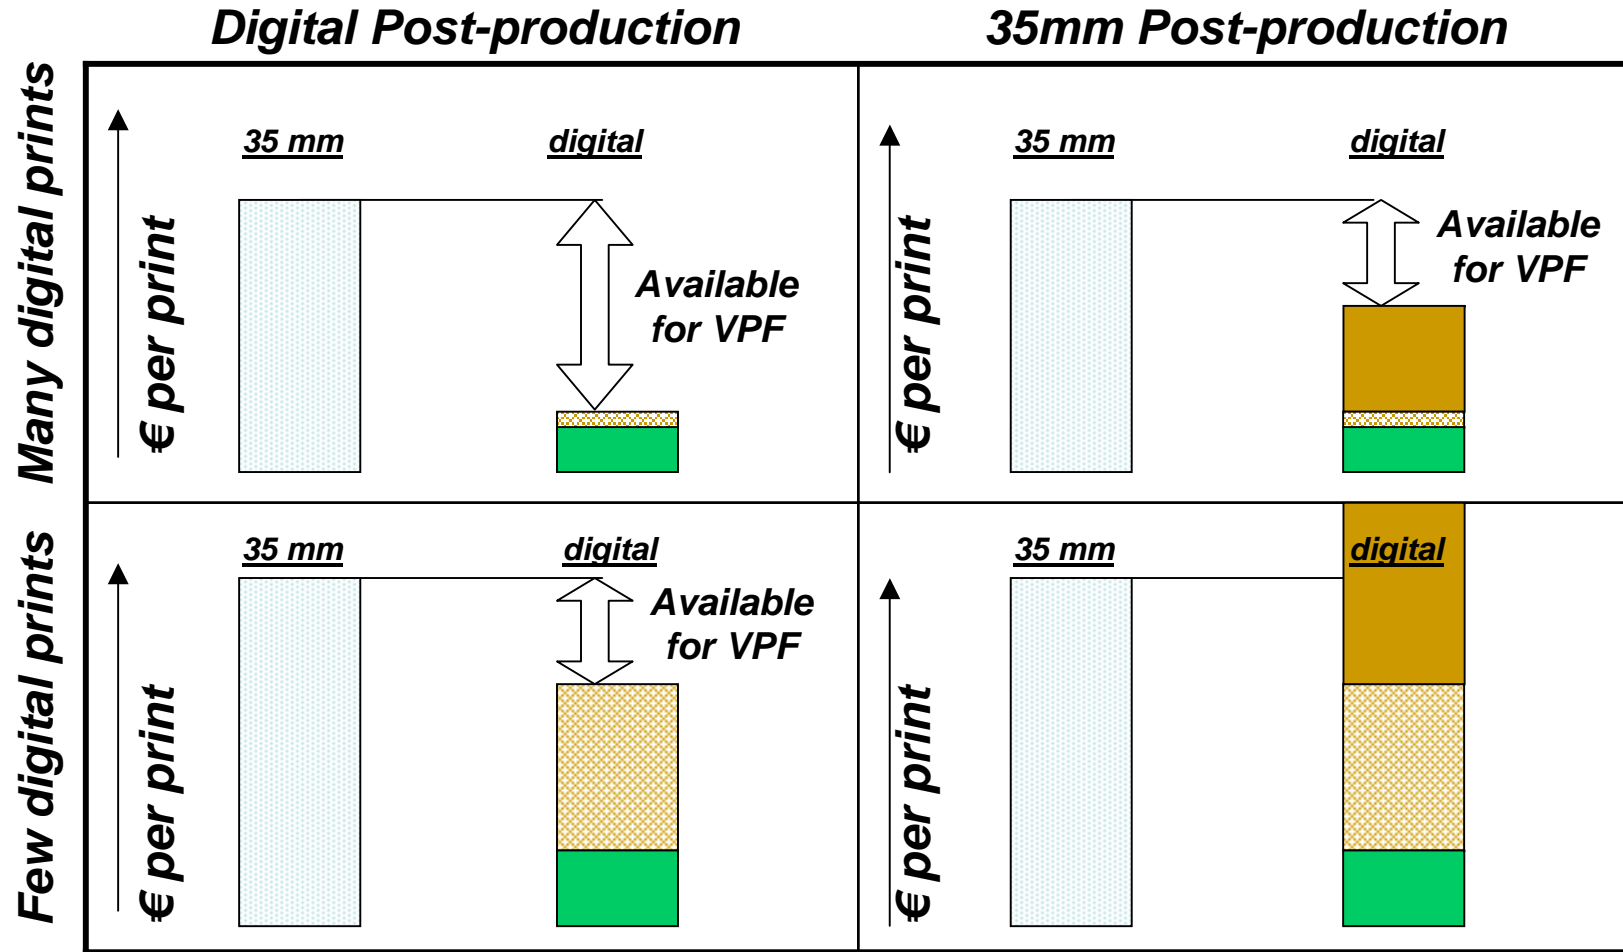 Digital Post-production
35mm Post-production
Many digital prints
€ per print
35 mm
digital
Available
for VPF
€ per print
35 mm
digital
Available
for VPF
Few digital prints
€ per print
35 mm
digital
Available
for VPF
€ per print
35 mm
digital